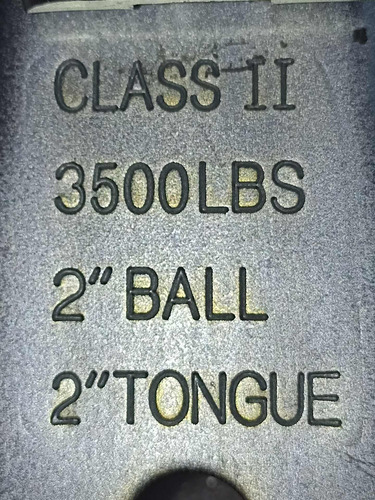 CLASS II
3500LBS
2" BALL
2" TONGUE